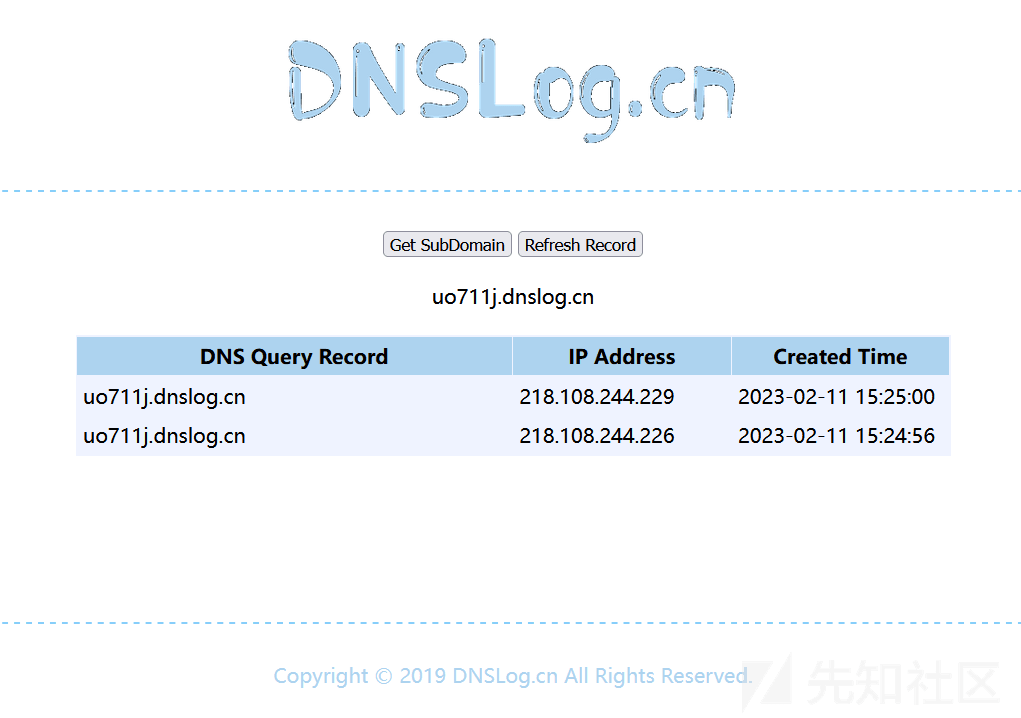 DNSLog.cn
Get SubDomain Refresh Record
uo711j.dnslog.cn
DNS Query Record IP Address Created Time
uo711j.dnslog.cn 218.108.244.229 2023-02-11 15:25:00
uo711j.dnslog.cn 218.108.244.226 2023-02-11 15:24:56
Copyright © 2019 DNSLog.cn All Rights Reserved.
先知社区